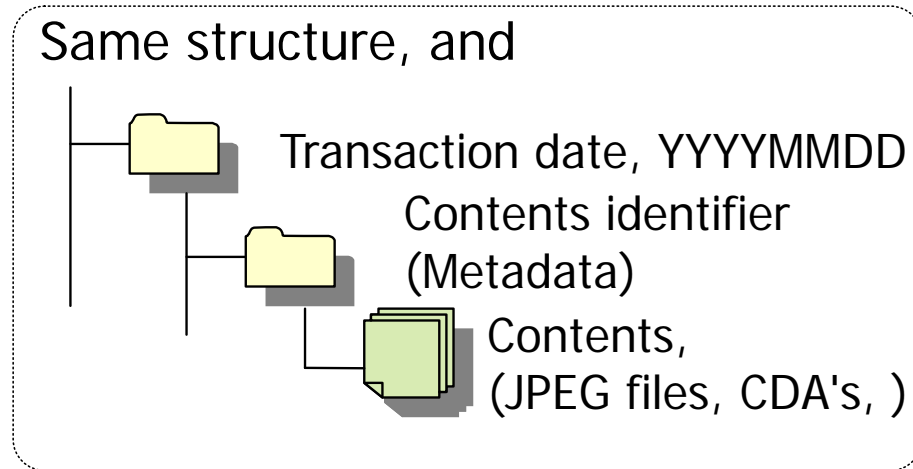 Same structure, and
Transaction date, YYYYMMDD
Contents identifier
(Metadata)
Contents,
(JPEG files, CDA's, )